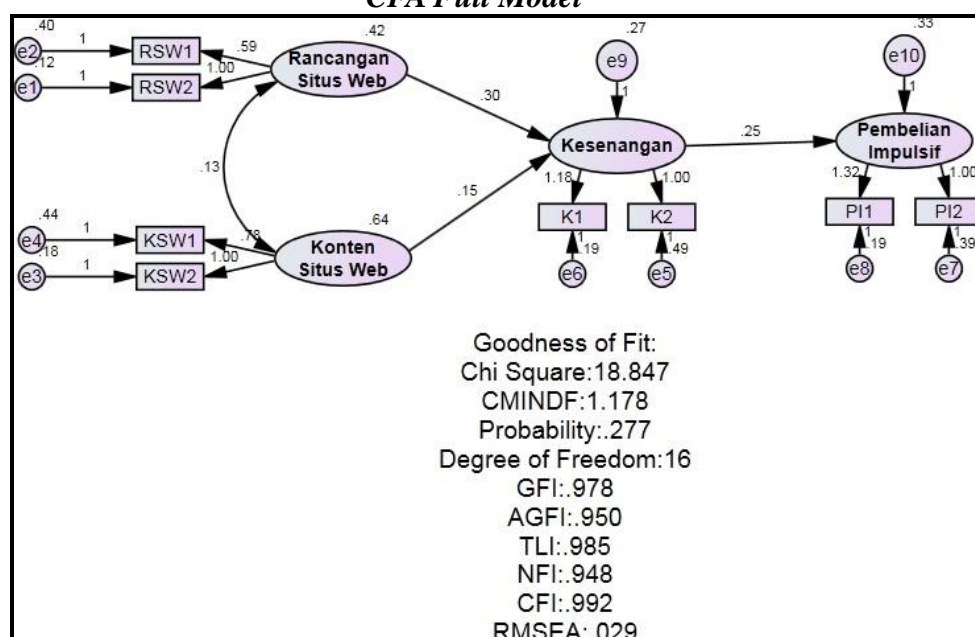 CFA Full Model
.40
.42
.27
.33
e2
1
RSW1
.59
Rancangan
Situs Web
e9
e10
.12
e1
1
RSW2
1.00
1
1
.30
Kesenangan
.25
Pembelian
Impulsif
.13
.15
1.18
1.00
1.32
1.00
.44
.64
K1
K2
PI1
PI2
e4
1
KSW1
.78
Konten
Situs Web
1
.19
1
.49
1
.19
1
.39
.18
e3
1
KSW2
1.00
e6
e5
e8
e7
Goodness of Fit:
Chi Square:18.847
CMINDF:1.178
Probability:.277
Degree of Freedom:16
GFI:.978
AGFI:.950
TLI:.985
NFI:.948
CFI:.992
RMSEA:.029